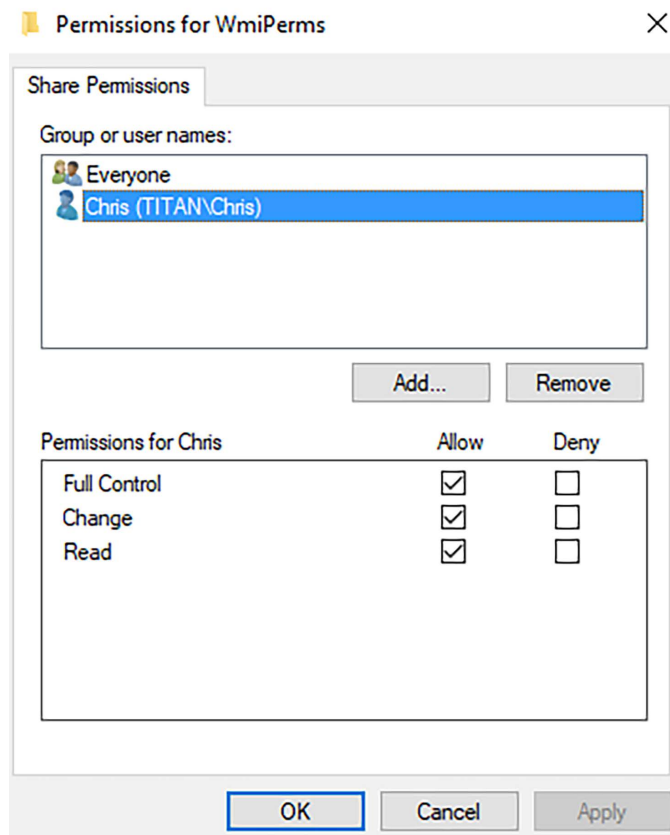 Permissions for WmiPerms
Share Permissions
Group or user names:
Everyone
Chris (TITAN\Chris)
Add... Remove
Permissions for Chris Allow Deny
Full Control
Change
Read
OK Cancel Apply